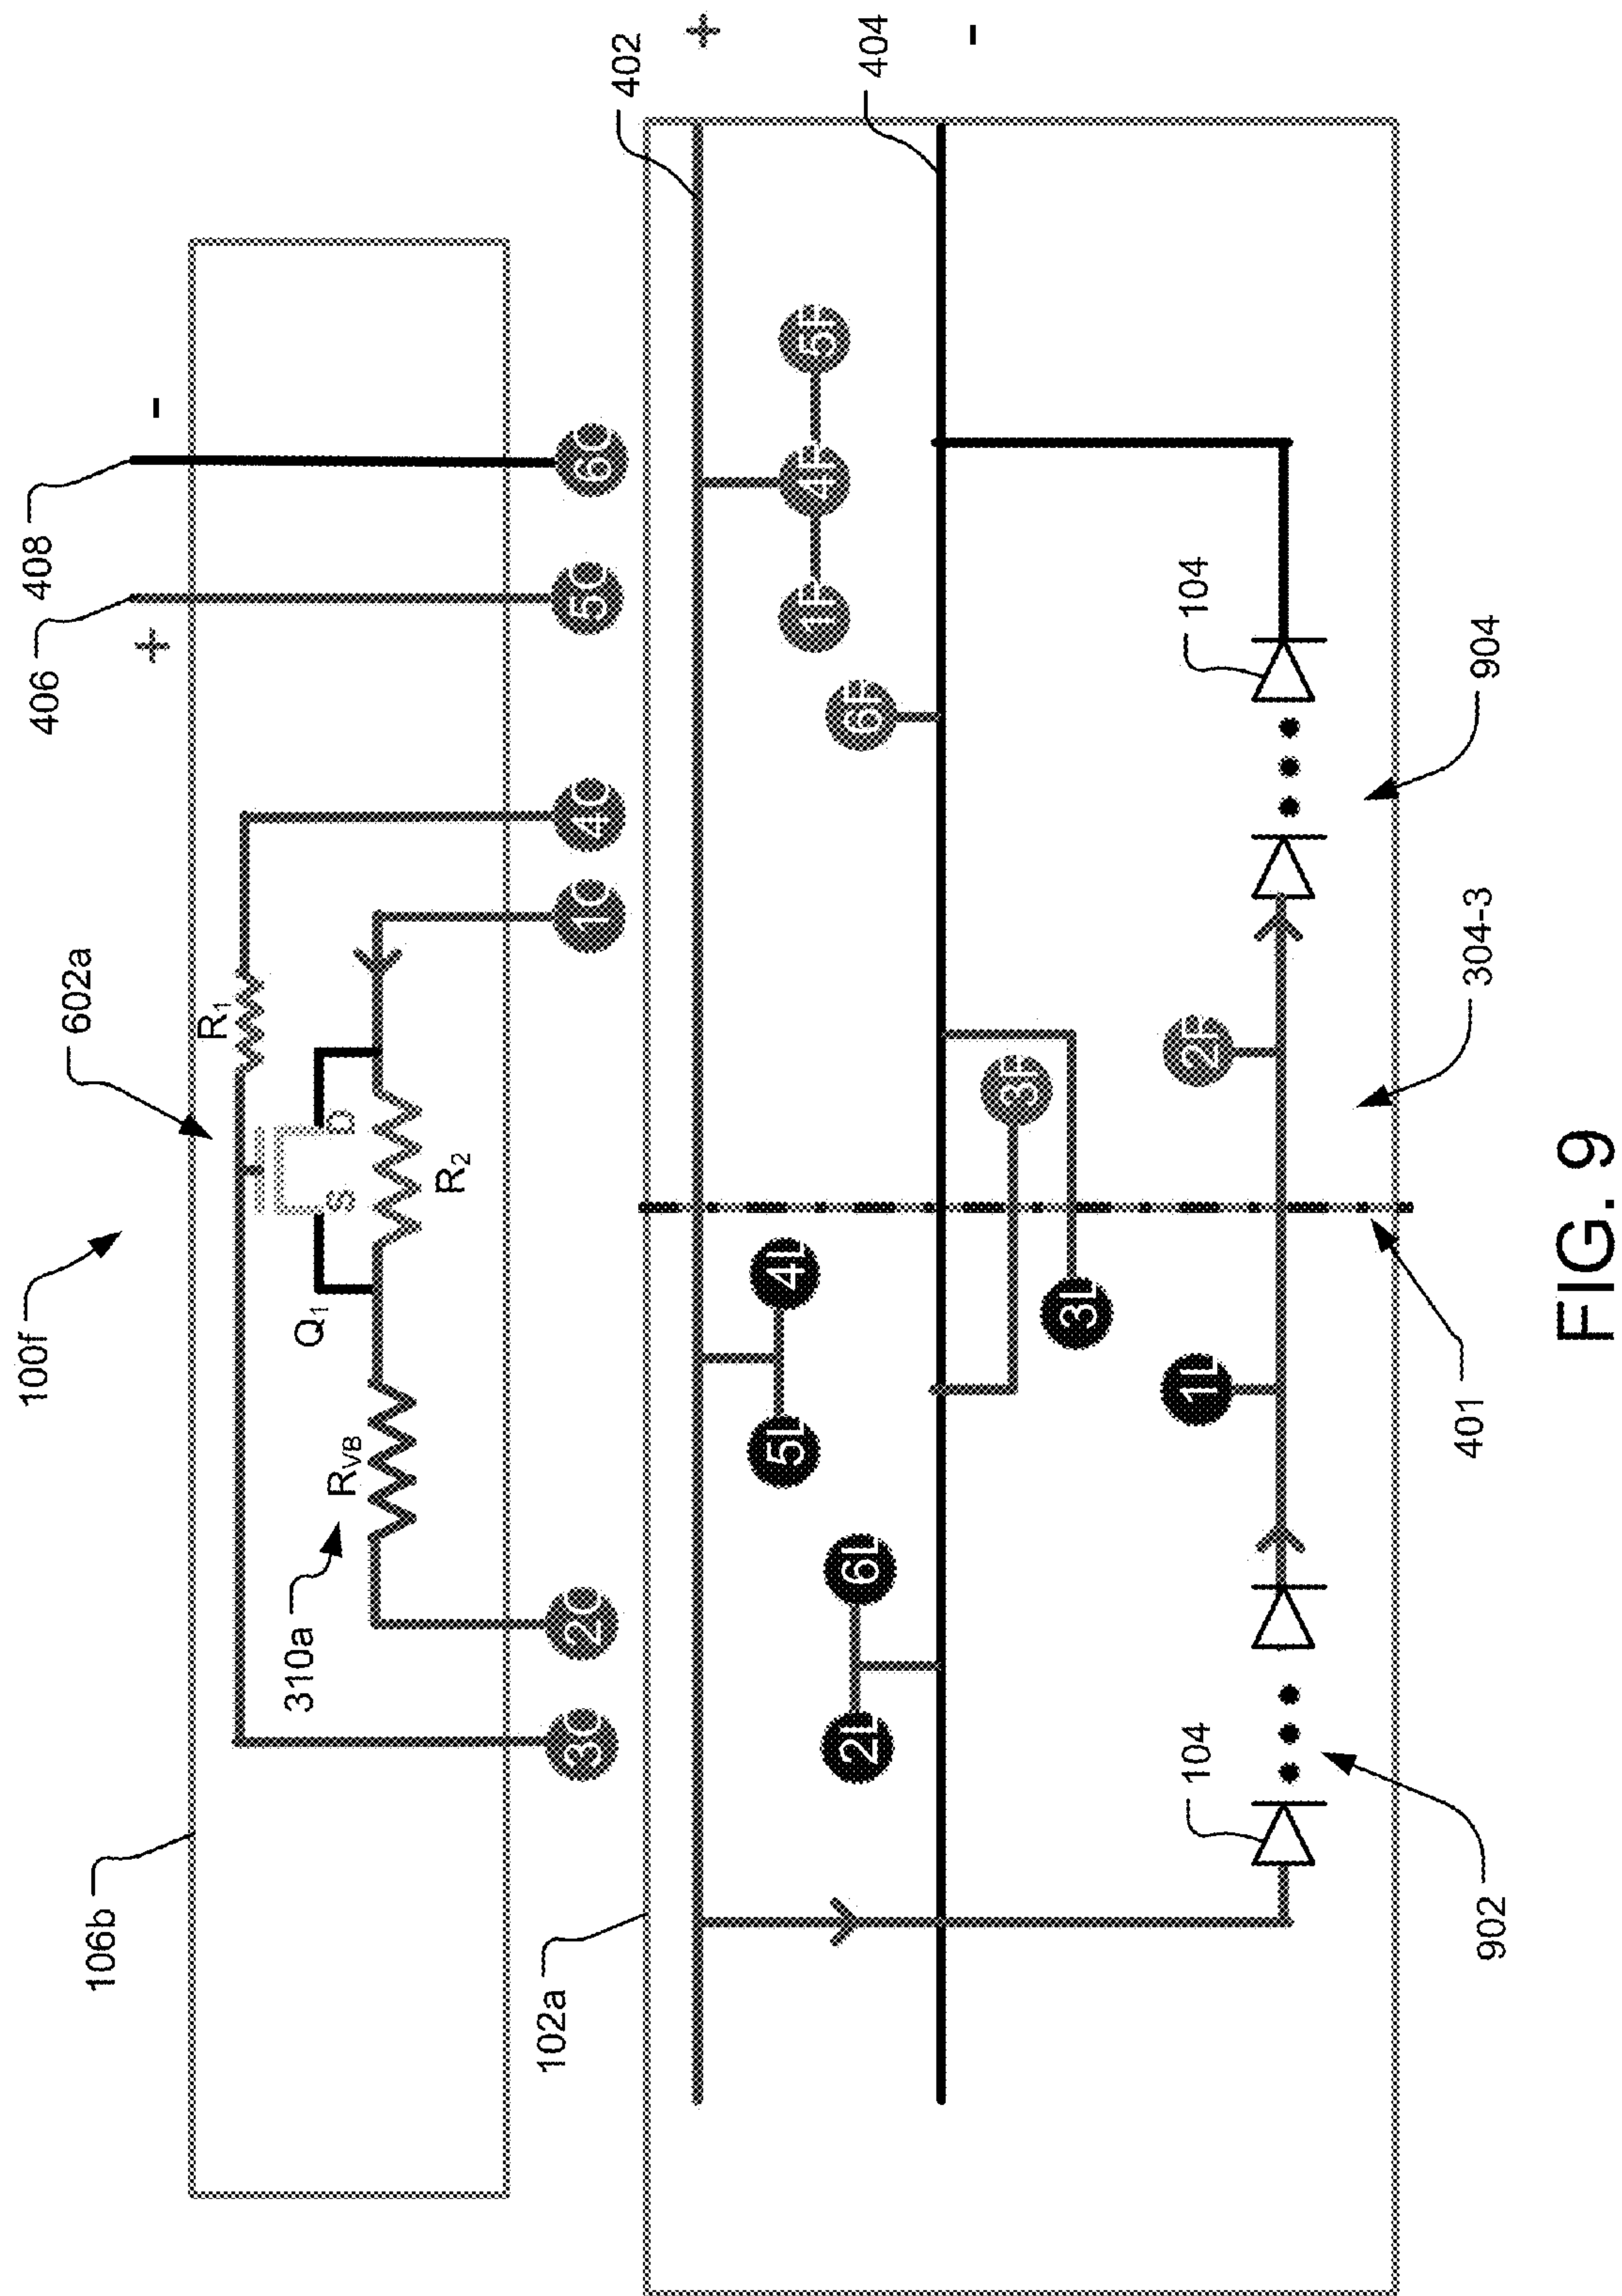 100f
406
408
602a
106b
+
-
R₁
310a
R_VB
Q₁
S
D
R₂
3C
2C
1C
4C
5C
6C
102a
402
+
5L
4L
1F
4F
5F
2L
6L
6F
404
-
3F
3L
104
1L
2F
104
902
401
304-3
904
FIG. 9